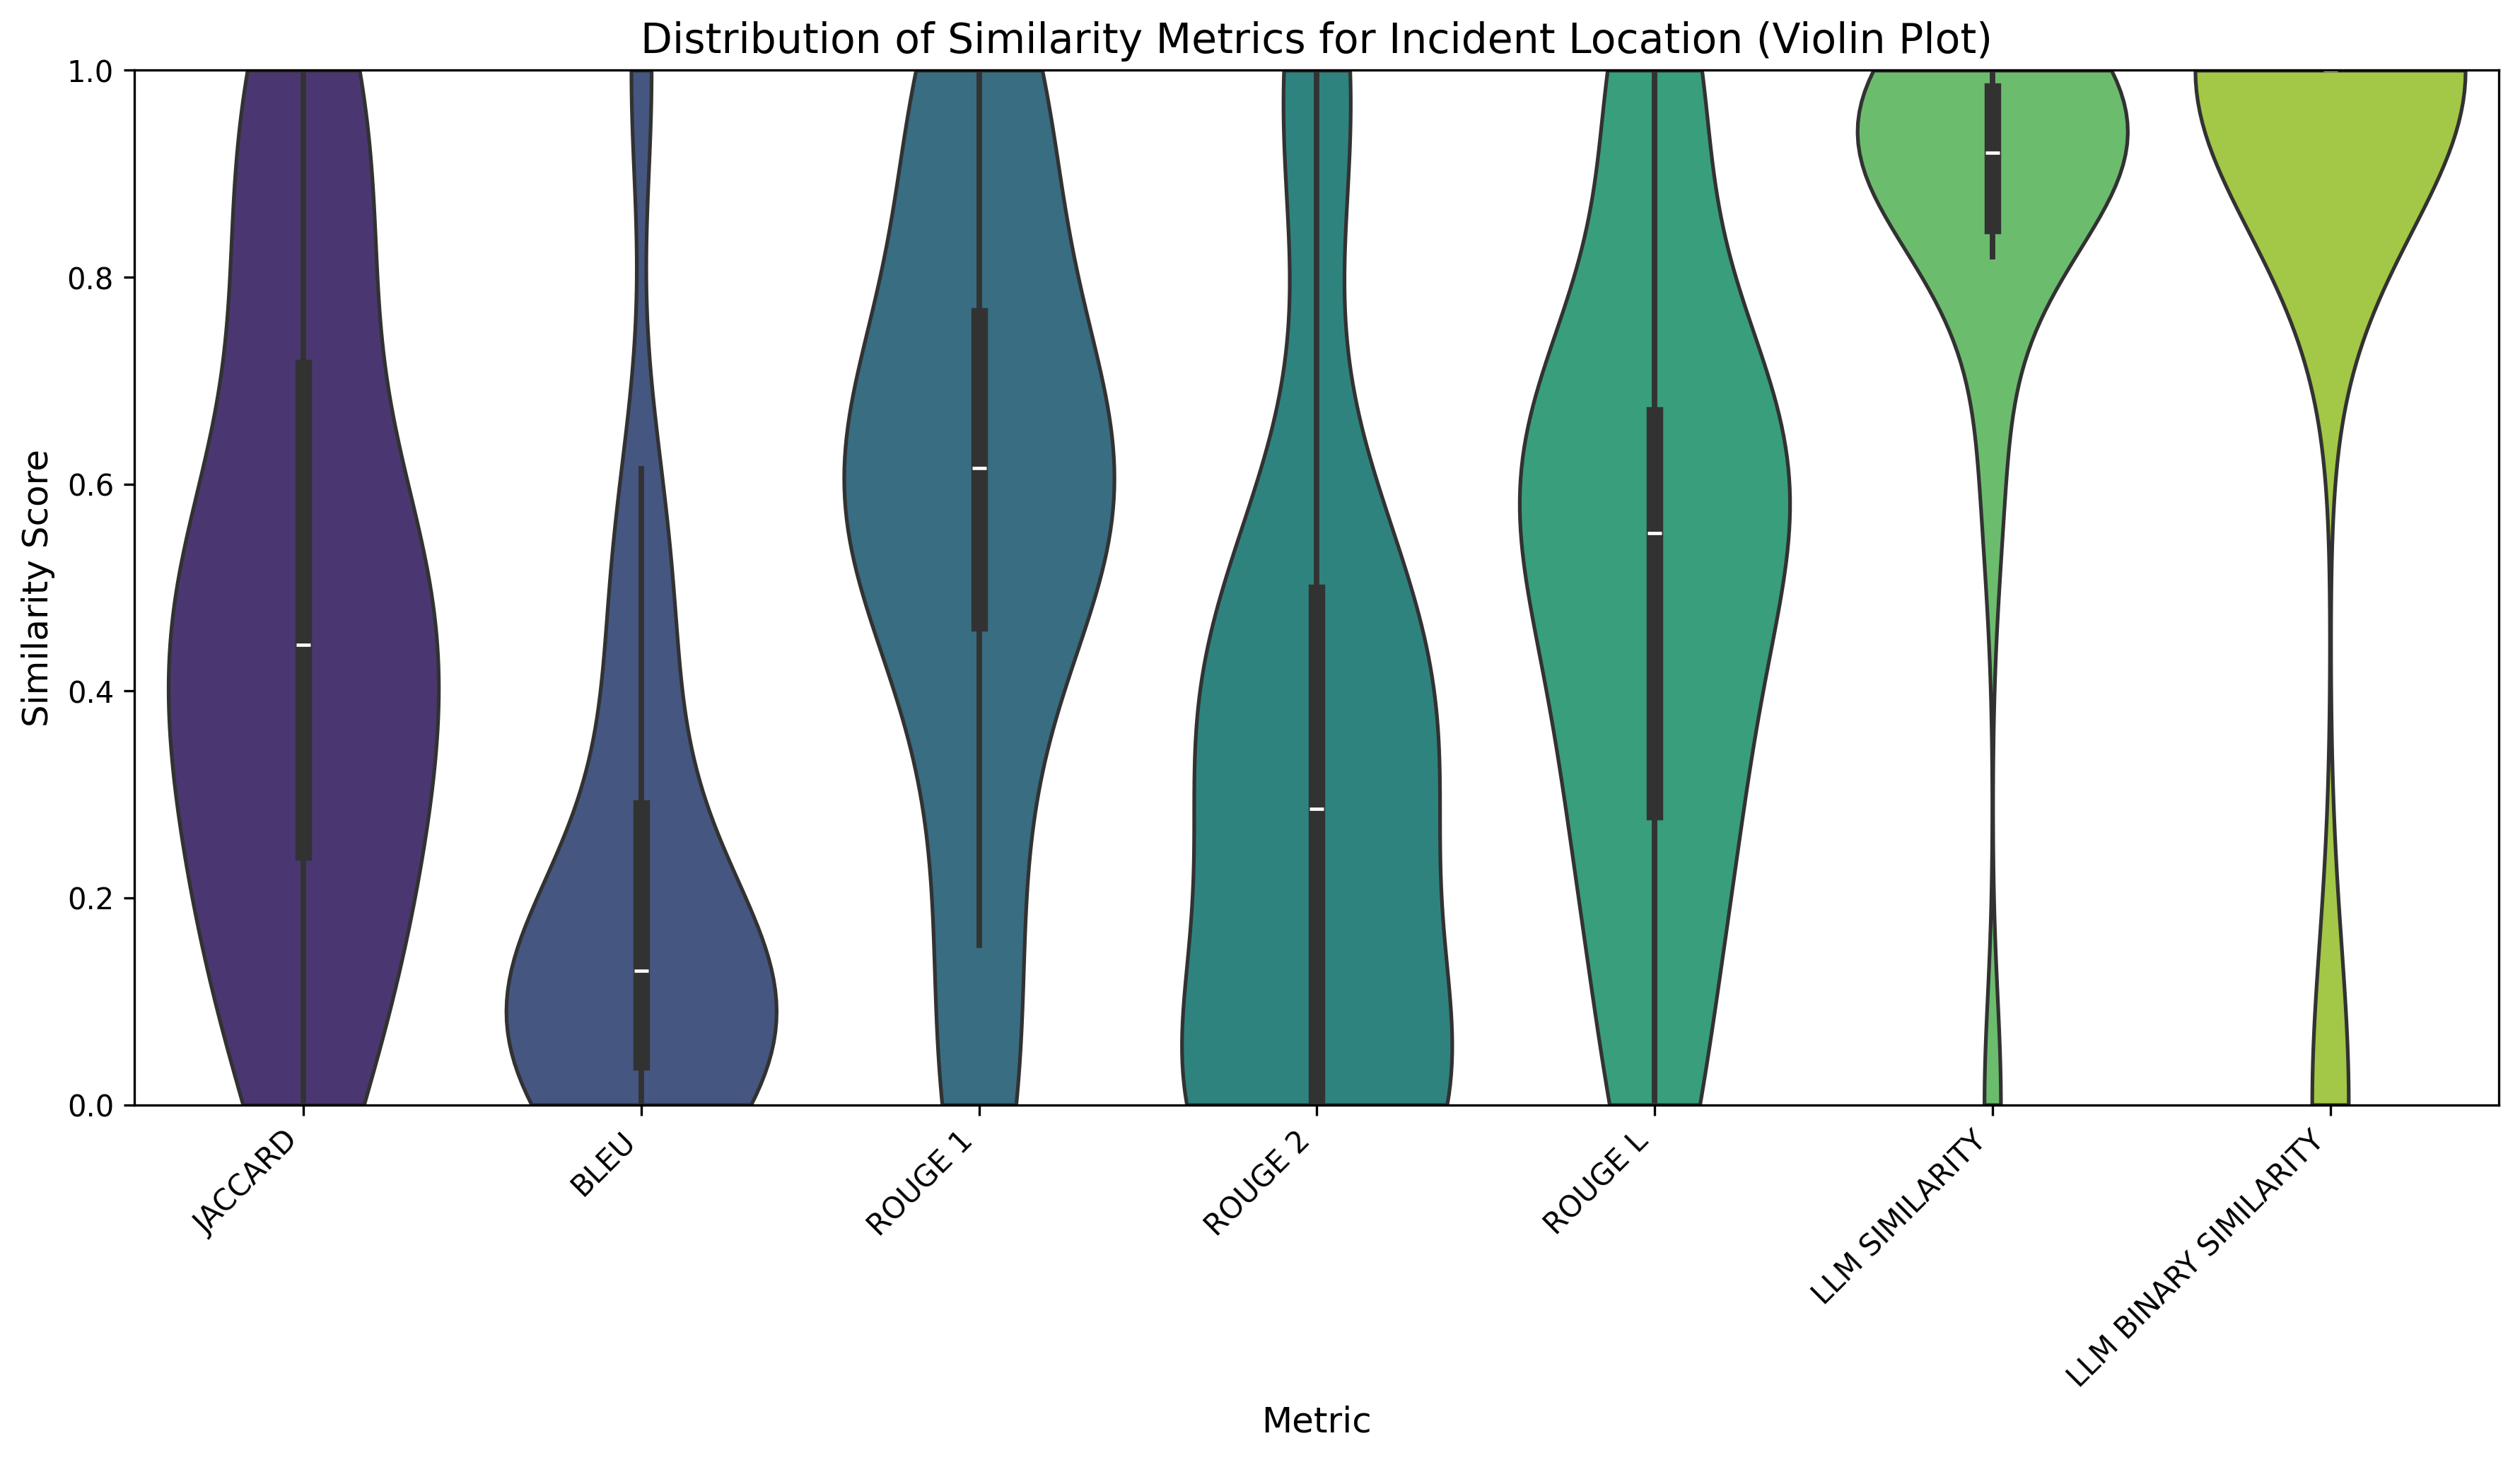 Distribution of Similarity Metrics for Incident Location (Violin Plot)
Similarity Score
1.0
0.8
0.6
0.4
0.2
0.0
JACCARD
BLEU
ROUGE 1
ROUGE 2
ROUGE L
LLM SIMILARITY
LLM BINARY SIMILARITY
Metric